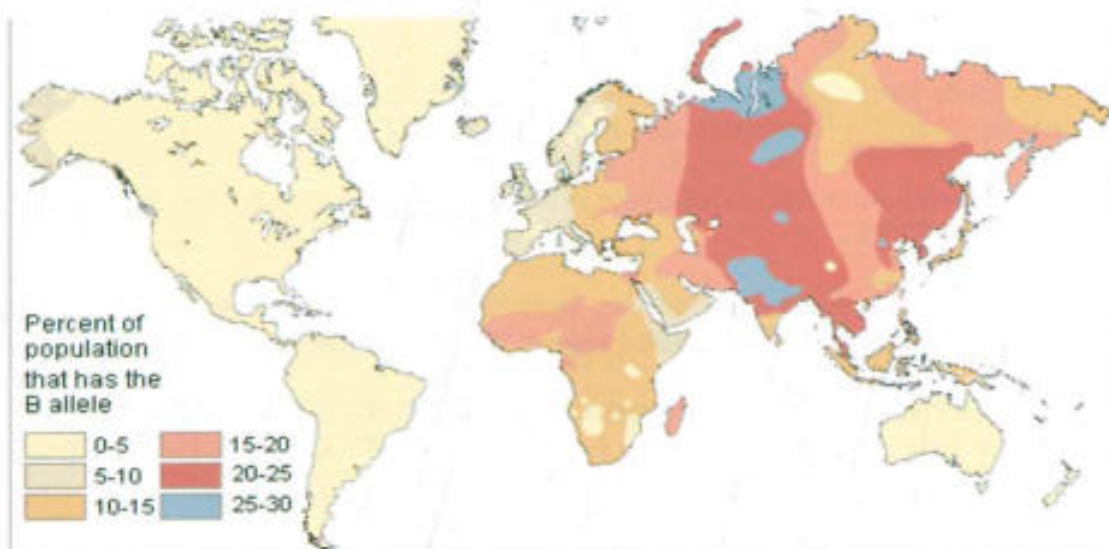 Percent of
population
that has the
B allele
0-5 15-20
5-10 20-25
10-15 25-30